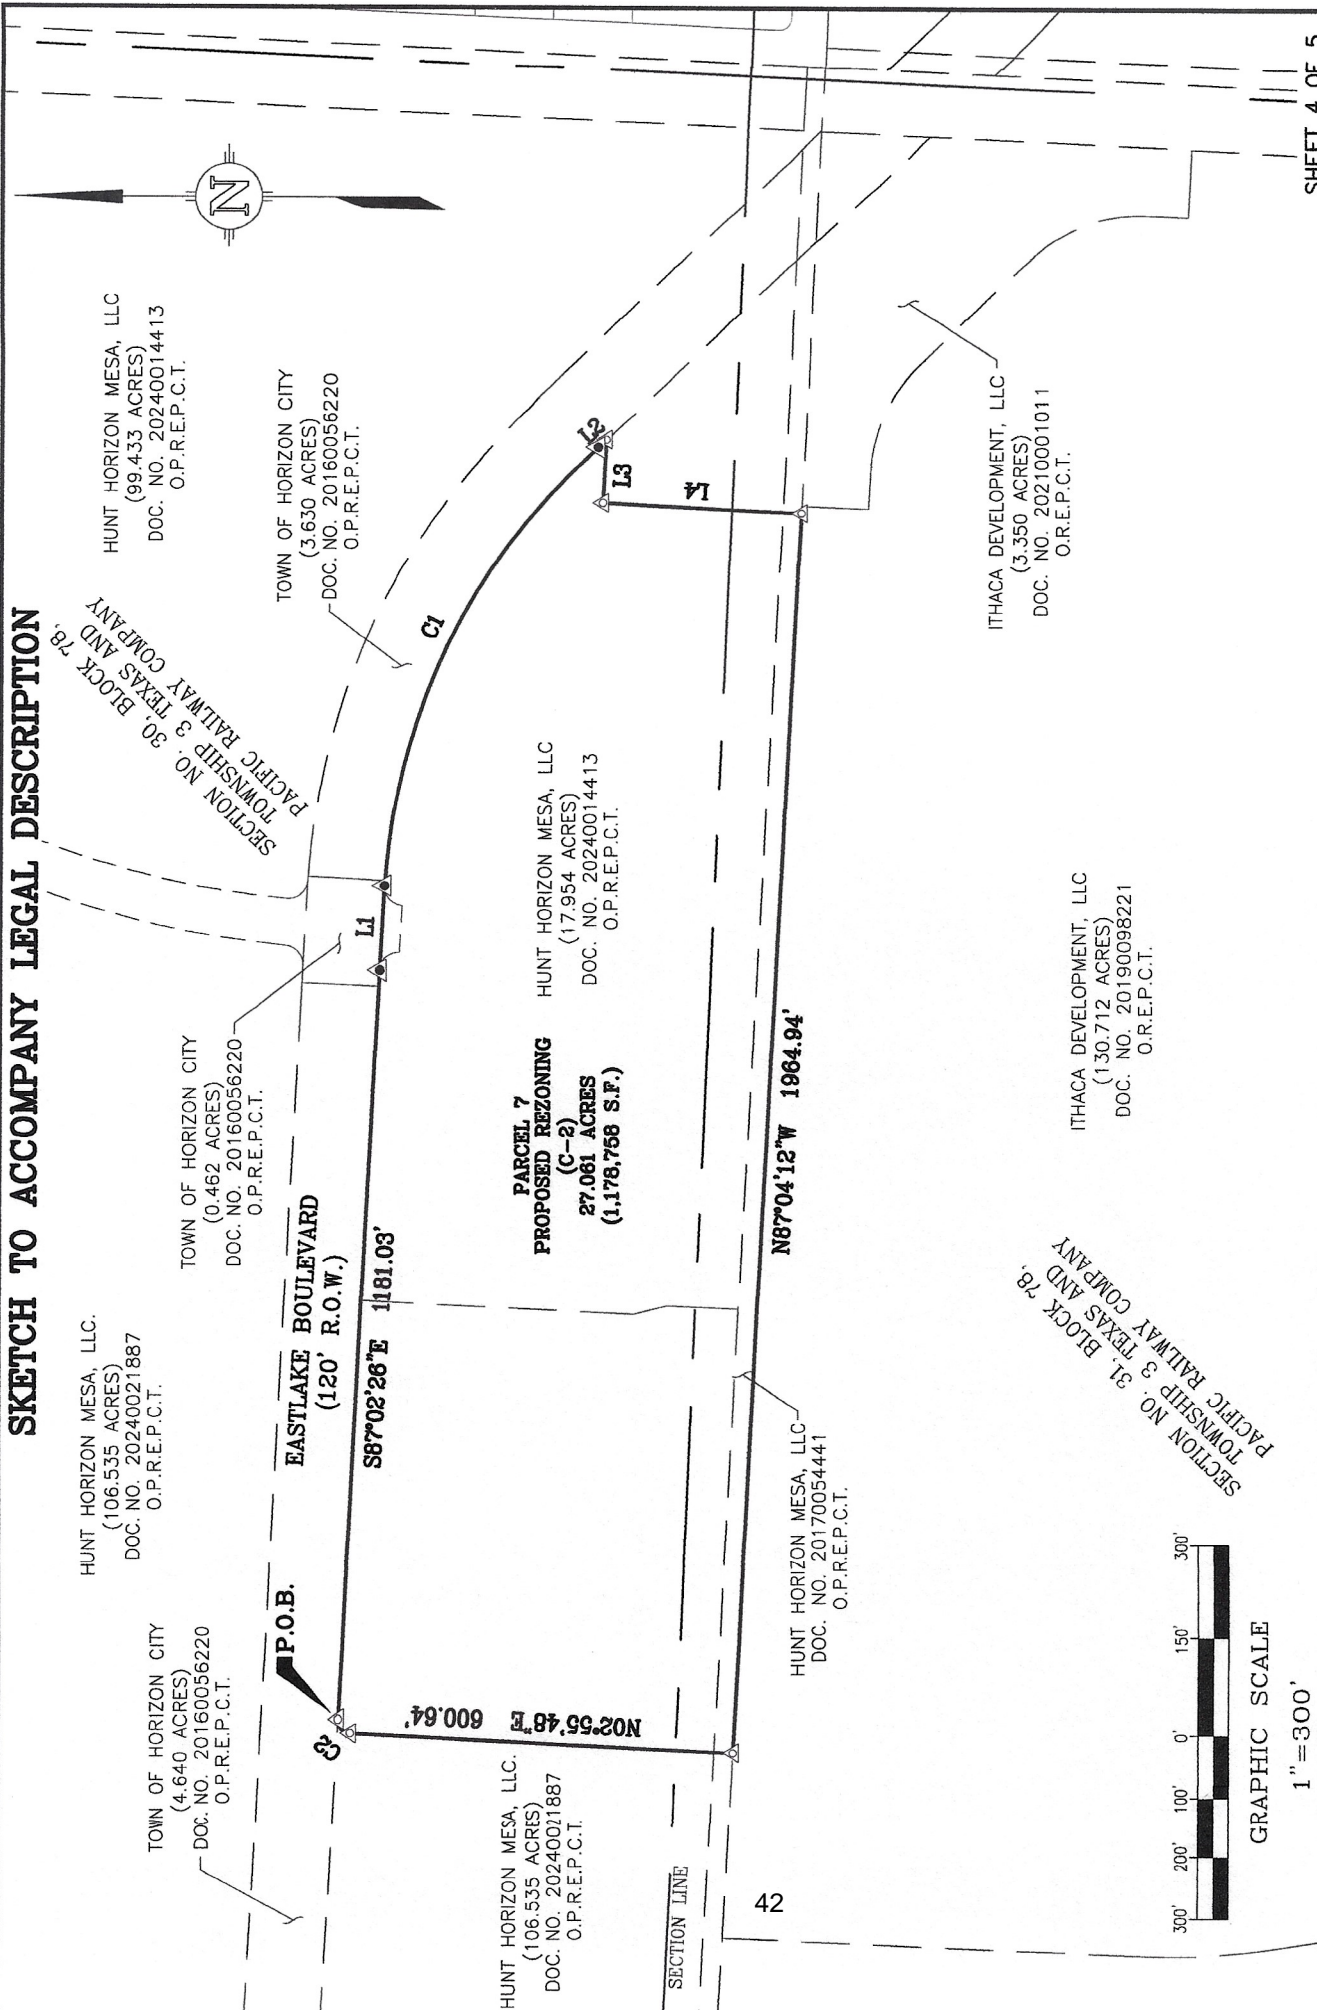 SKETCH TO ACCOMPANY LEGAL DESCRIPTION
HUNT HORIZON MESA, LLC.
(106.535 ACRES)
DOC. NO. 20240021887
O.P.R.E.P.C.T.
SECTION NO. 30, BLOCK 78,
TOWNSHIP 3 TEXAS AND
PACIFIC RAILWAY COMPANY
HUNT HORIZON MESA, LLC
(99.433 ACRES)
DOC. NO. 20240014413
O.P.R.E.P.C.T.
N
TOWN OF HORIZON CITY
(4.640 ACRES)
DOC. NO. 20160056220
O.P.R.E.P.C.T.
TOWN OF HORIZON CITY
(0.462 ACRES)
DOC. NO. 20160056220
O.P.R.E.P.C.T.
TOWN OF HORIZON CITY
(3.630 ACRES)
DOC. NO. 20160056220
O.P.R.E.P.C.T.
P.O.B.
EASTLAKE BOULEVARD
(120' R.O.W.)
S87°02'26"E 1181.03'
L1
C1
C2
L2
L3
L4
N02°55'48"E 600.64'
PARCEL 7
PROPOSED REZONING
(C-2)
27.061 ACRES
(1,178,758 S.F.)
HUNT HORIZON MESA, LLC
(17.954 ACRES)
DOC. NO. 20240014413
O.P.R.E.P.C.T.
HUNT HORIZON MESA, LLC.
(106.535 ACRES)
DOC. NO. 20240021887
O.P.R.E.P.C.T.
SECTION LINE
N87°04'12"W 1964.94'
HUNT HORIZON MESA, LLC
DOC. NO. 20170054441
O.P.R.E.P.C.T.
ITHACA DEVELOPMENT, LLC
(3.350 ACRES)
DOC. NO. 20210001011
O.R.E.P.C.T.
ITHACA DEVELOPMENT, LLC
(130.712 ACRES)
DOC. NO. 20190098221
O.R.E.P.C.T.
SECTION NO. 31, BLOCK 78,
TOWNSHIP 3 TEXAS AND
PACIFIC RAILWAY COMPANY
42
300' 200' 100' 0' 150' 300'
GRAPHIC SCALE
1"=300'
SHEET 4 OF 5